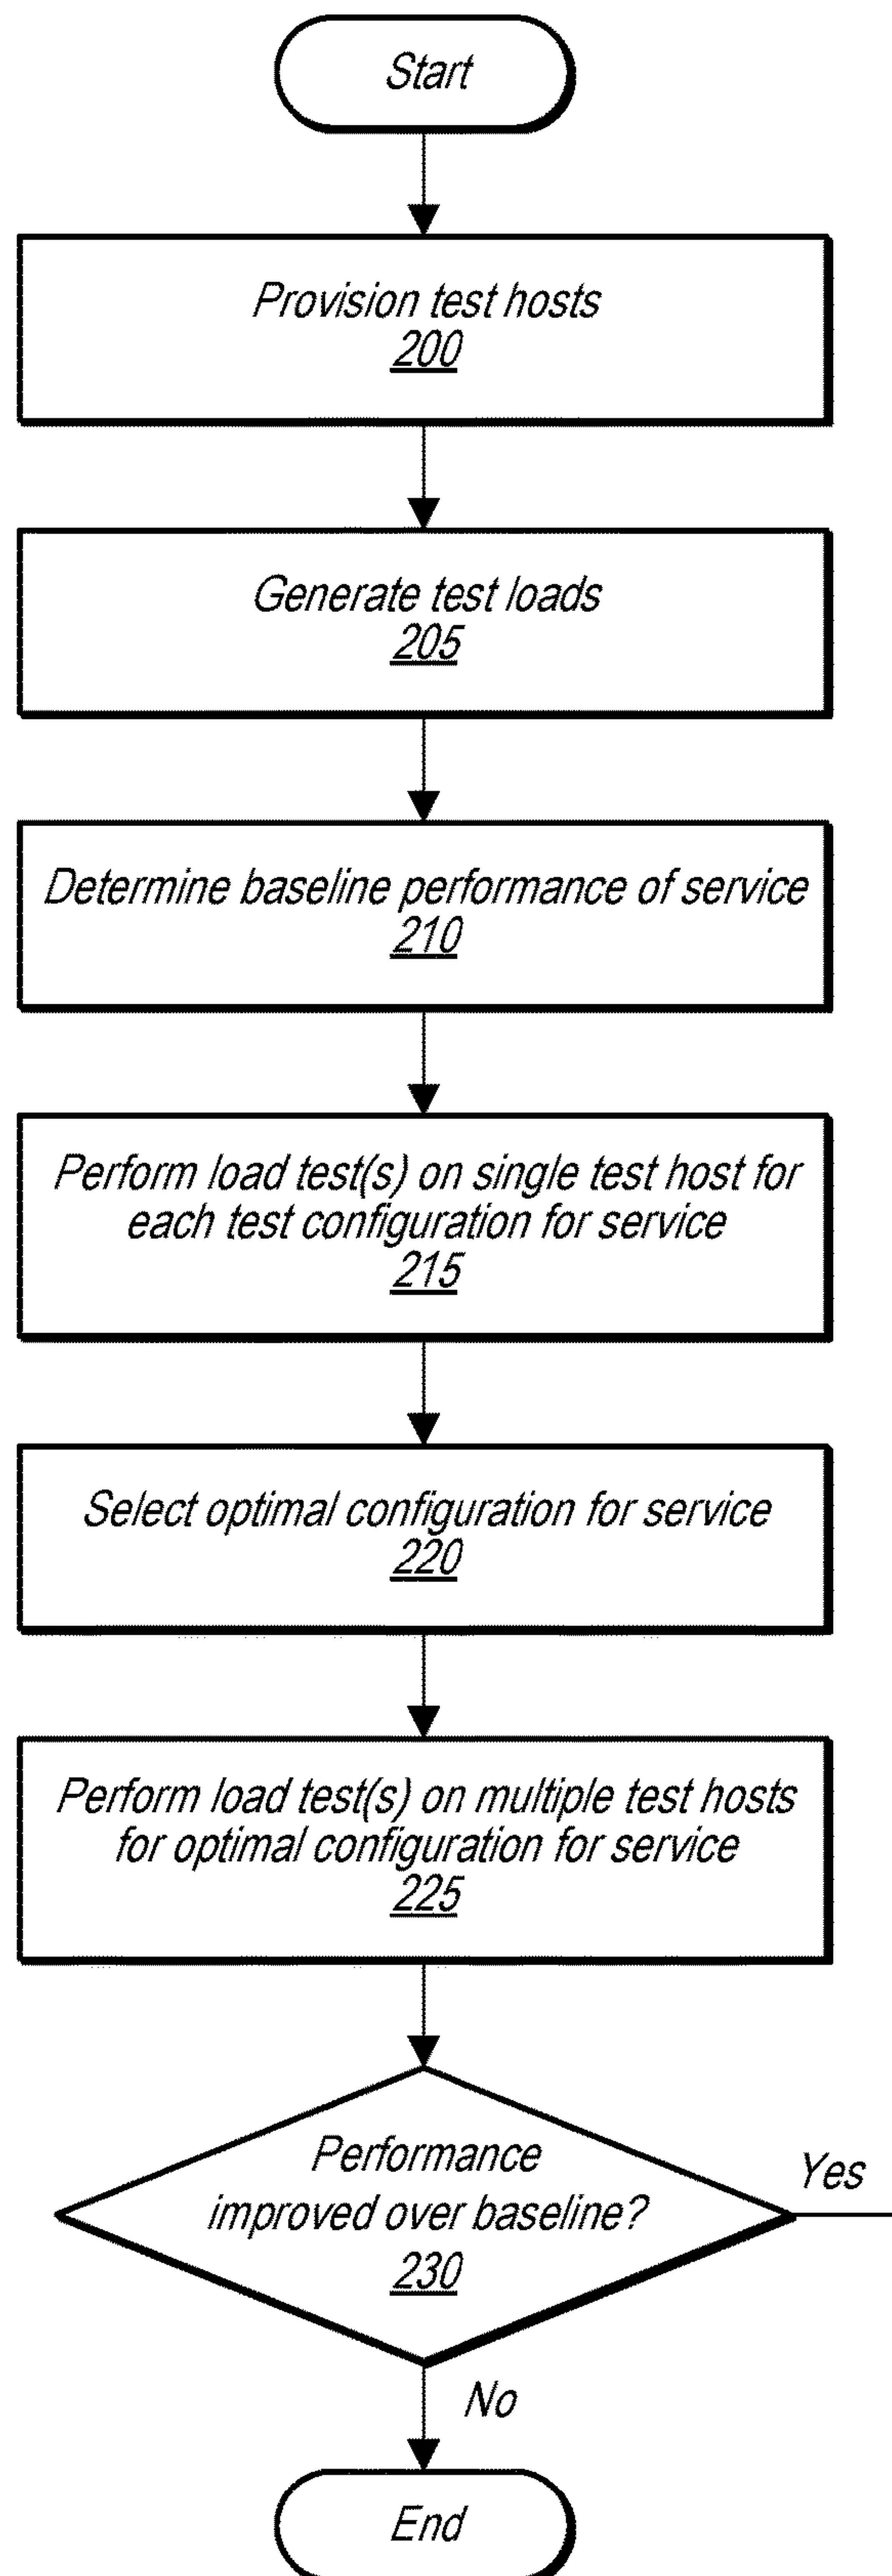 Start
Provision test hosts
200
Generate test loads
205
Determine baseline performance of service
210
Perform load test(s) on single test host for
each test configuration for service
215
Select optimal configuration for service
220
Perform load test(s) on multiple test hosts
for optimal configuration for service
225
Performance
improved over baseline?
230
Yes
No
End